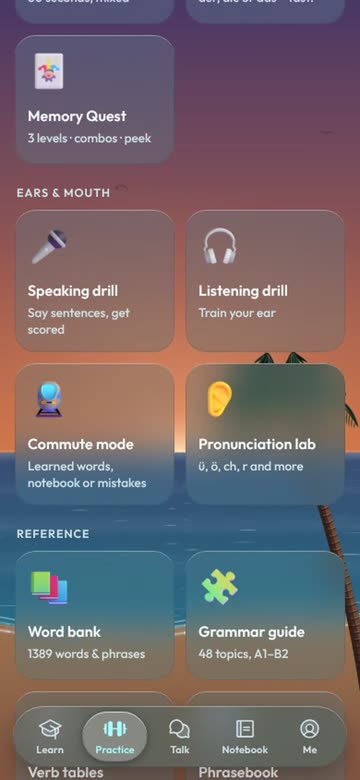 Memory Quest
3 levels · combos · peek
EARS & MOUTH
Speaking drill
Say sentences, get
scored
Listening drill
Train your ear
Commute mode
Learned words,
notebook or mistakes
Pronunciation lab
ü, ö, ch, r and more
REFERENCE
Word bank
1389 words & phrases
Grammar guide
48 topics, A1–B2
Learn
Practice
Talk
Notebook
Me
Verb tables
Phrasebook